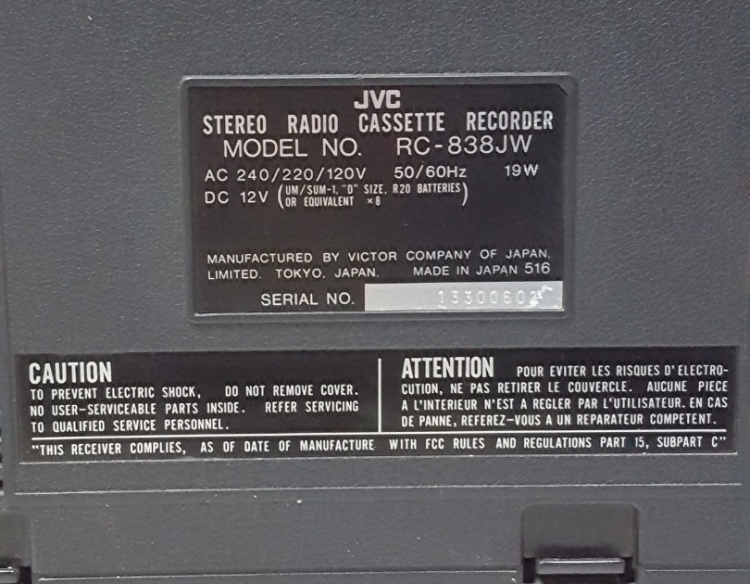 JVC
STEREO RADIO CASSETTE RECORDER
MODEL NO. RC-838JW
AC 240/220/120V 50/60Hz 19W
DC 12V (UM/SUM-1, "D" SIZE, R20 BATTERIES
OR EQUIVALENT ×8)
MANUFACTURED BY VICTOR COMPANY OF JAPAN,
LIMITED. TOKYO, JAPAN. MADE IN JAPAN 516
SERIAL NO.
CAUTION
TO PREVENT ELECTRIC SHOCK, DO NOT REMOVE COVER.
NO USER-SERVICEABLE PARTS INSIDE. REFER SERVICING
TO QUALIFIED SERVICE PERSONNEL.
ATTENTION POUR EVITER LES RISQUES D'ELECTRO-
CUTION, NE PAS RETIRER LE COUVERCLE. AUCUNE PIECE
A L'INTERIEUR N'EST A REGLER PAR L'UTILISATEUR. EN CAS
DE PANNE, REFEREZ-VOUS A UN REPARATEUR COMPETENT.
"THIS RECEIVER COMPLIES, AS OF DATE OF MANUFACTURE WITH FCC RULES AND REGULATIONS PART 15, SUBPART C"